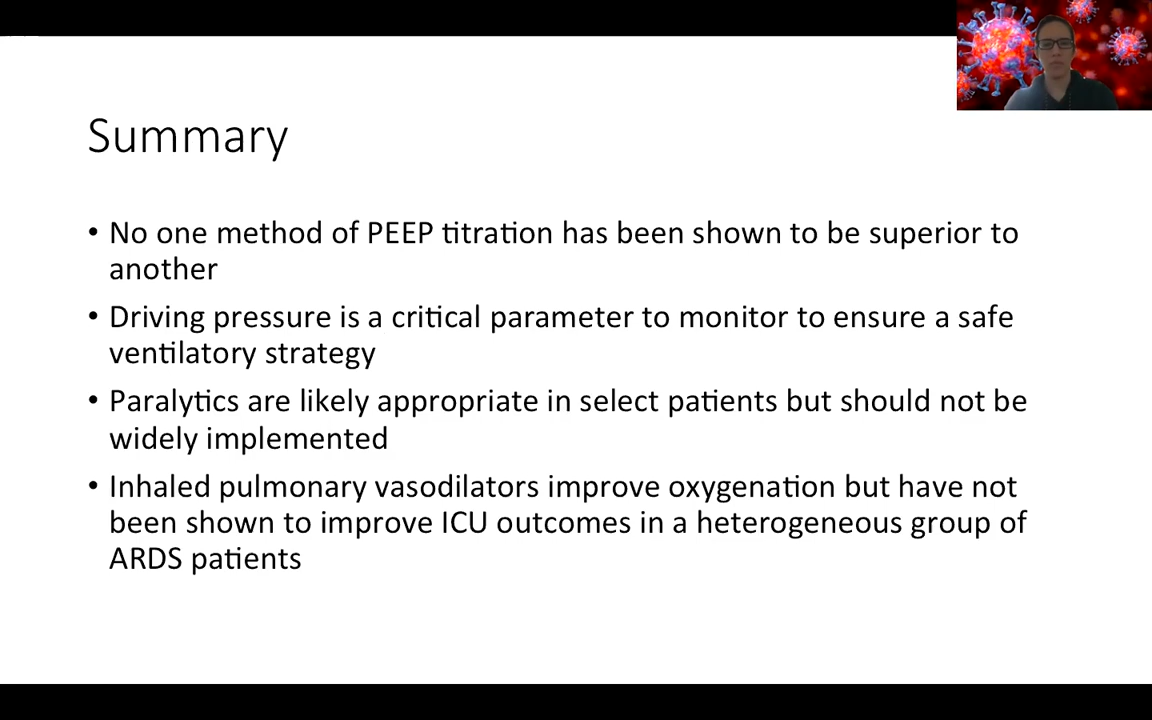 Summary
• No one method of PEEP titration has been shown to be superior to
another
• Driving pressure is a critical parameter to monitor to ensure a safe
ventilatory strategy
• Paralytics are likely appropriate in select patients but should not be
widely implemented
• Inhaled pulmonary vasodilators improve oxygenation but have not
been shown to improve ICU outcomes in a heterogeneous group of
ARDS patients